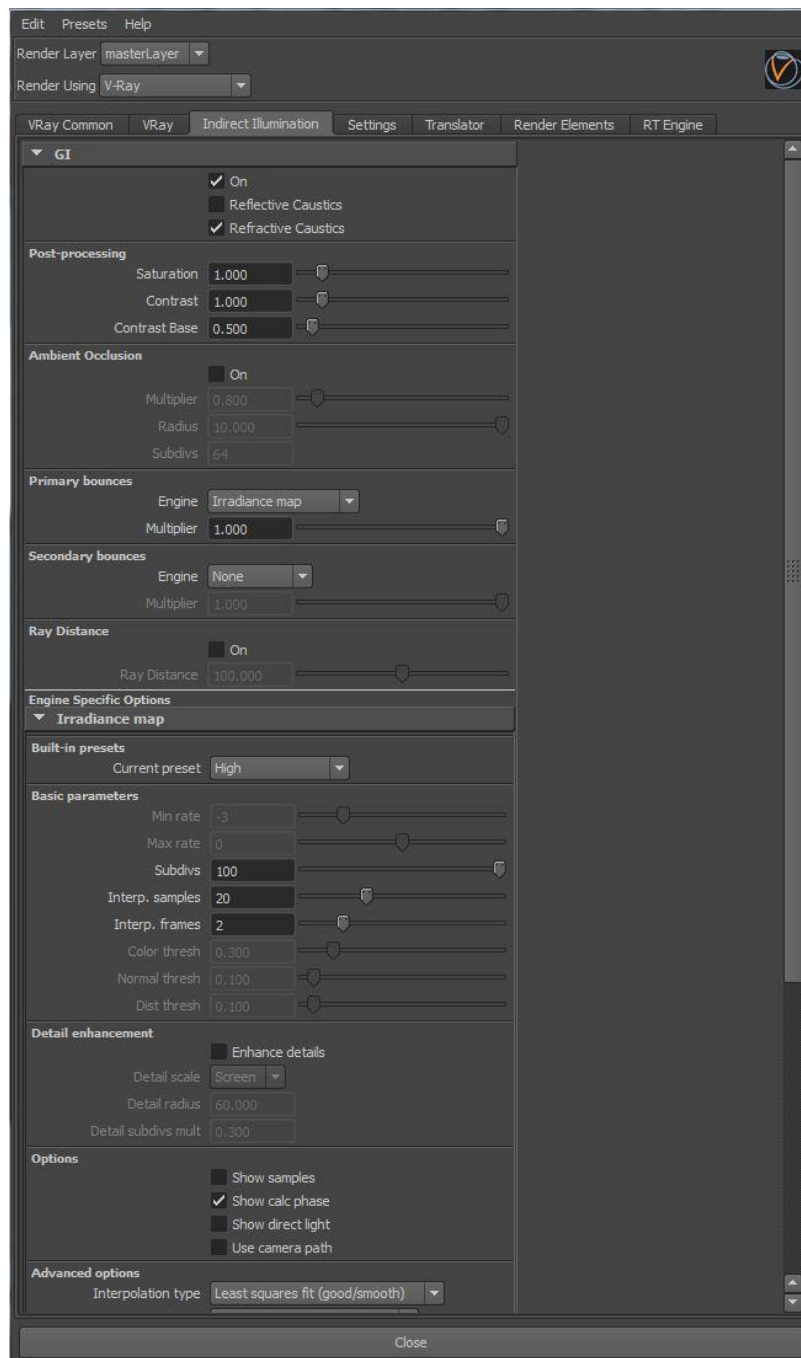 Edit Presets Help
Render Layer masterLayer
Render Using V-Ray
VRay Common VRay Indirect Illumination Settings Translator Render Elements RT Engine
GI
On
Reflective Caustics
Refractive Caustics
Post-processing
Saturation 1.000
Contrast 1.000
Contrast Base 0.500
Ambient Occlusion
On
Multiplier 0.800
Radius 10.000
Subdivs 64
Primary bounces
Engine Irradiance map
Multiplier 1.000
Secondary bounces
Engine None
Multiplier 1.000
Ray Distance
On
Ray Distance 100.000
Engine Specific Options
Irradiance map
Built-in presets
Current preset High
Basic parameters
Min rate -3
Max rate 0
Subdivs 100
Interp. samples 20
Interp. frames 2
Color thresh 0.300
Normal thresh 0.100
Dist thresh 0.100
Detail enhancement
Enhance details
Detail scale Screen
Detail radius 60.000
Detail subdivs mult 0.300
Options
Show samples
Show calc phase
Show direct light
Use camera path
Advanced options
Interpolation type Least squares fit (good/smooth)
Close